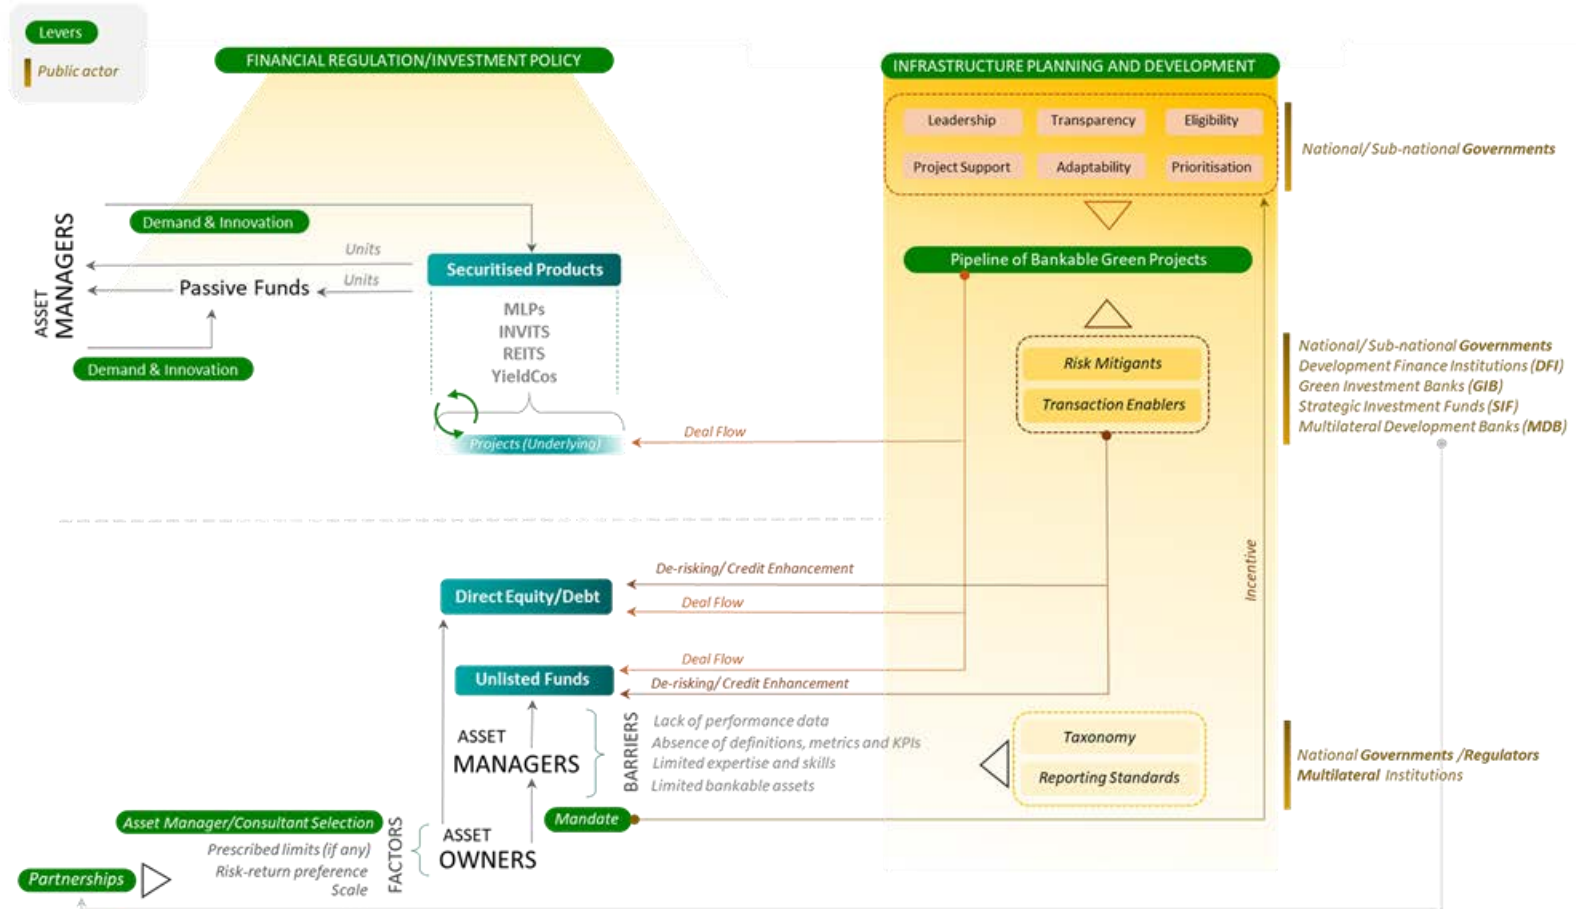 Levers
Public actor
FINANCIAL REGULATION/INVESTMENT POLICY
INFRASTRUCTURE PLANNING AND DEVELOPMENT
Leadership
Transparency
Eligibility
Project Support
Adaptability
Prioritisation
National/ Sub-national Governments
ASSET
MANAGERS
Demand & Innovation
Units
Units
Passive Funds
Demand & Innovation
Securitised Products
MLPs
INVITS
REITS
YieldCos
Projects (Underlying)
Deal Flow
Pipeline of Bankable Green Projects
Risk Mitigants
Transaction Enablers
National/ Sub-national Governments
Development Finance Institutions (DFI)
Green Investment Banks (GIB)
Strategic Investment Funds (SIF)
Multilateral Development Banks (MDB)
Incentive
De-risking/ Credit Enhancement
Direct Equity/Debt
Deal Flow
Deal Flow
Unlisted Funds
De-risking/ Credit Enhancement
ASSET
MANAGERS
BARRIERS
Lack of performance data
Absence of definitions, metrics and KPIs
Limited expertise and skills
Limited bankable assets
Taxonomy
Reporting Standards
National Governments /Regulators
Multilateral Institutions
Mandate
Asset Manager/Consultant Selection
Prescribed limits (if any)
Risk-return preference
Scale
FACTORS
ASSET
OWNERS
Partnerships